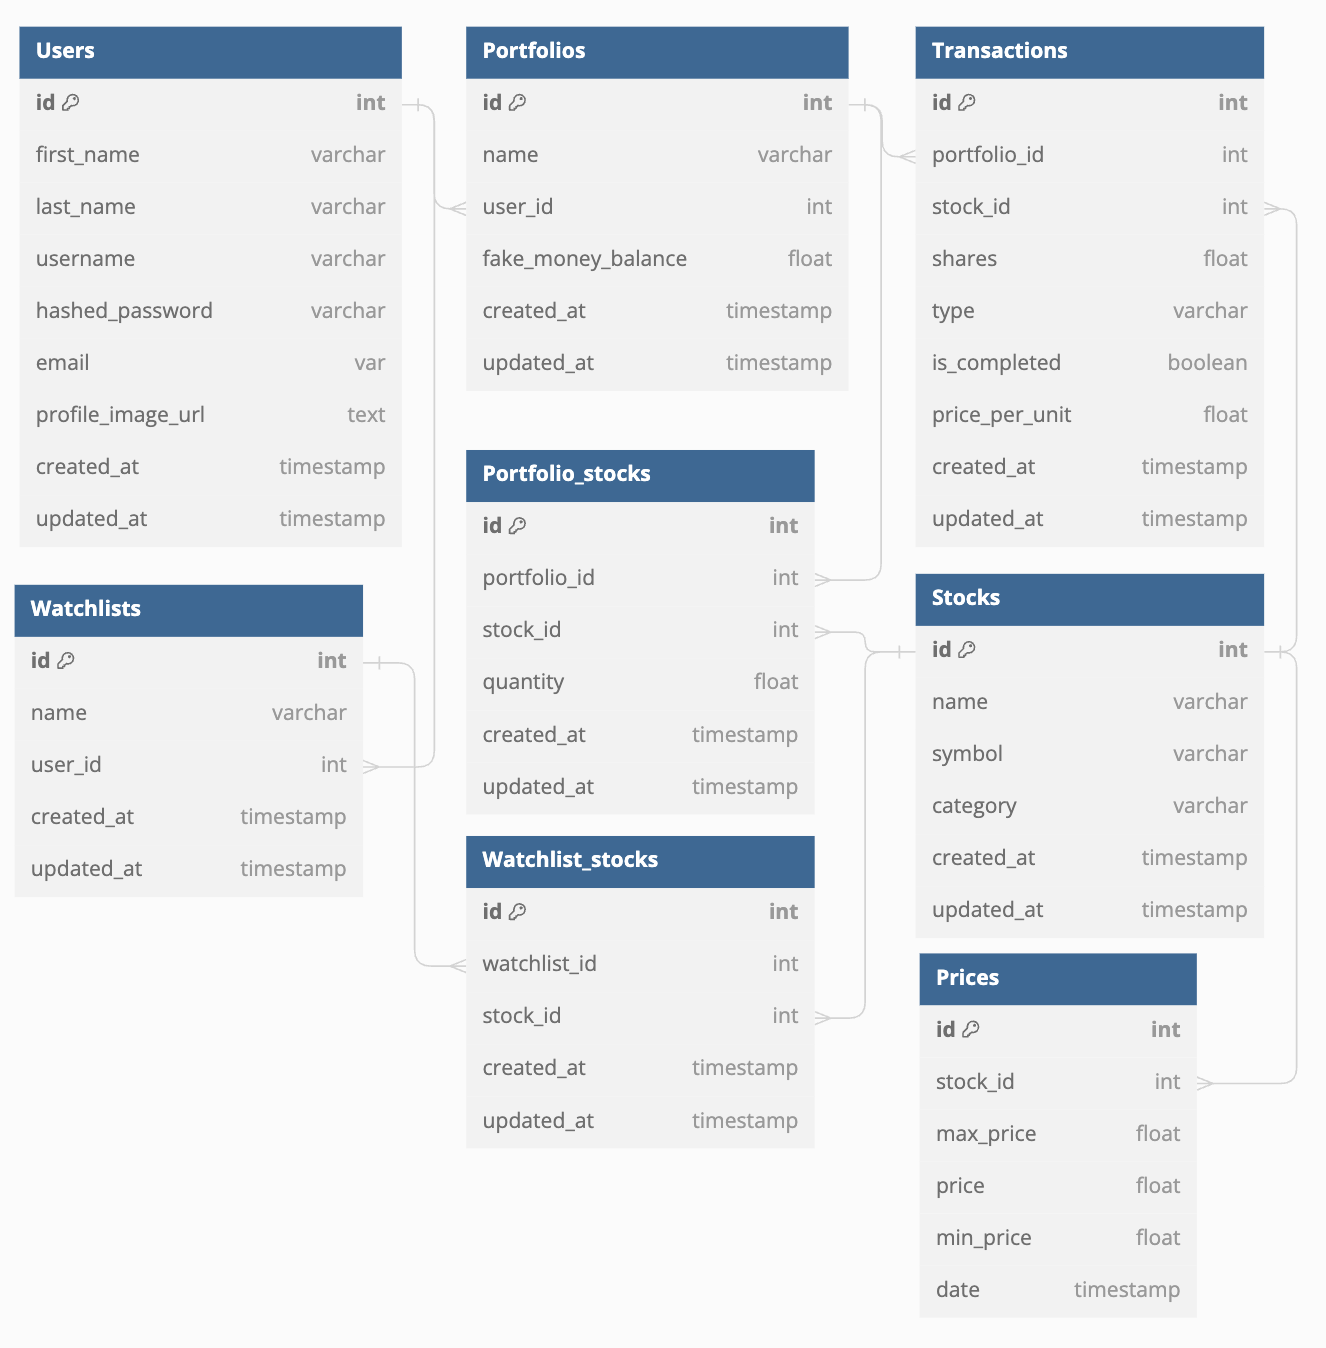 Users
id int
first_name varchar
last_name varchar
username varchar
hashed_password varchar
email var
profile_image_url text
created_at timestamp
updated_at timestamp
Portfolios
id int
name varchar
user_id int
fake_money_balance float
created_at timestamp
updated_at timestamp
Transactions
id int
portfolio_id int
stock_id int
shares float
type varchar
is_completed boolean
price_per_unit float
created_at timestamp
updated_at timestamp
Portfolio_stocks
id int
portfolio_id int
stock_id int
quantity float
created_at timestamp
updated_at timestamp
Stocks
id int
name varchar
symbol varchar
category varchar
created_at timestamp
updated_at timestamp
Watchlists
id int
name varchar
user_id int
created_at timestamp
updated_at timestamp
Watchlist_stocks
id int
watchlist_id int
stock_id int
created_at timestamp
updated_at timestamp
Prices
id int
stock_id int
max_price float
price float
min_price float
date timestamp